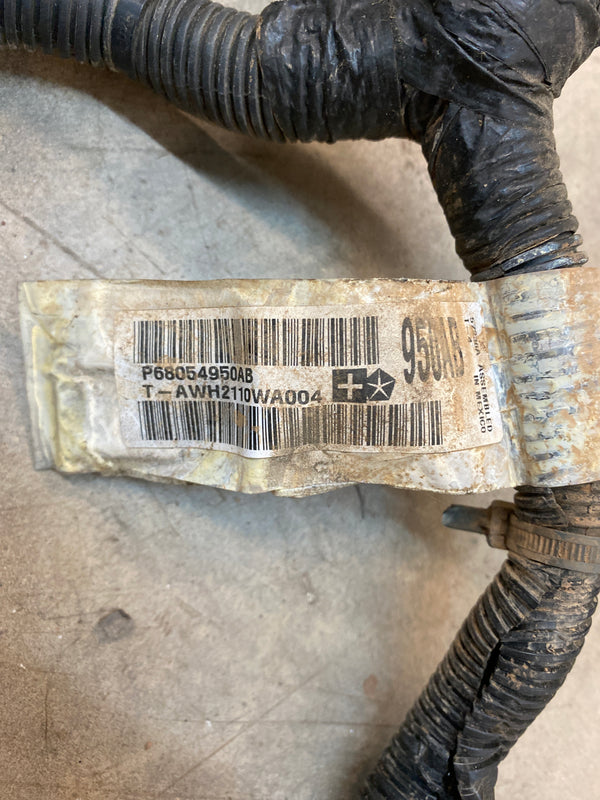 P68054950AB
T-AWH2110WA004
950AB
ASSEMBLED
IN MEXICO